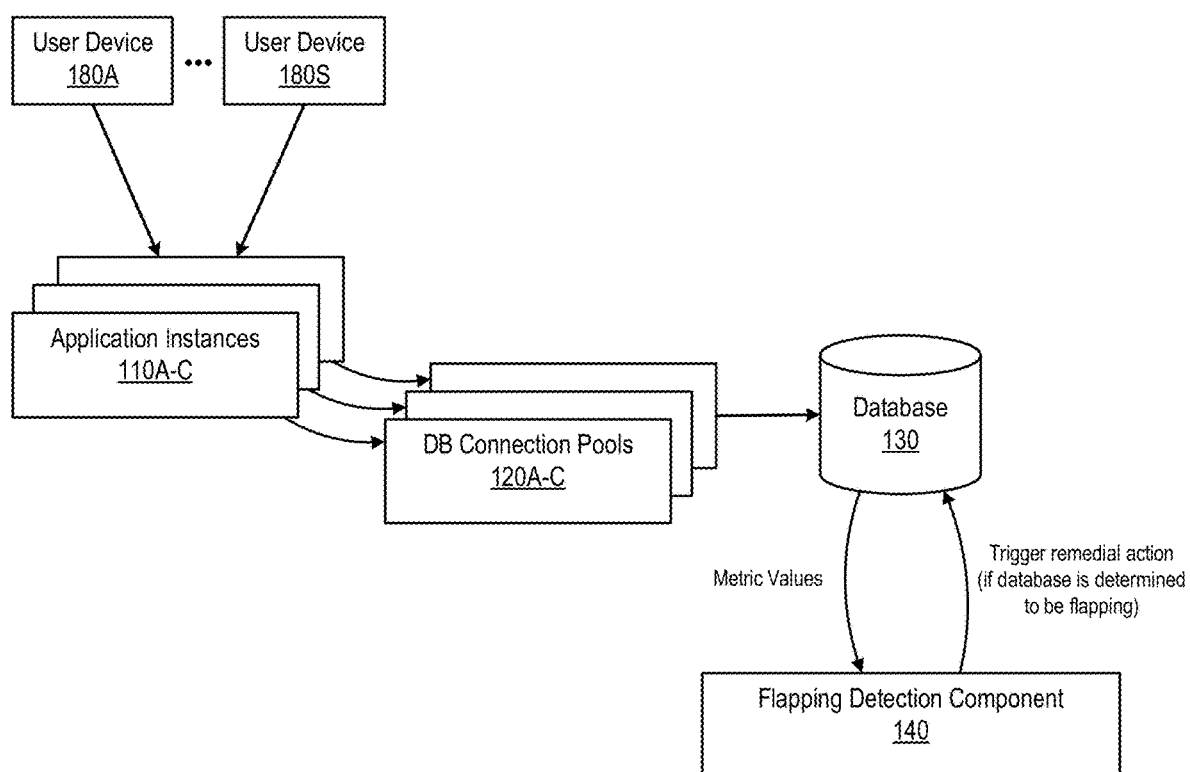 User Device
180A
•••
User Device
180S
Application Instances
110A-C
DB Connection Pools
120A-C
Database
130
Metric Values
Trigger remedial action
(if database is determined
to be flapping)
Flapping Detection Component
140